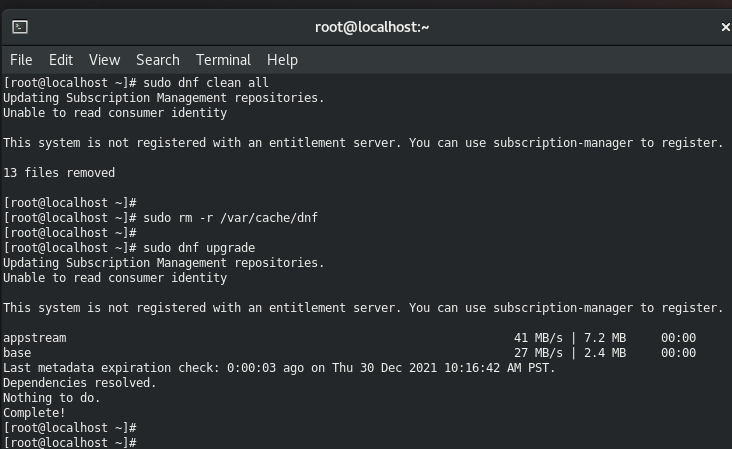 root@localhost:~
File Edit View Search Terminal Help
[root@localhost ~]# sudo dnf clean all
Updating Subscription Management repositories.
Unable to read consumer identity
This system is not registered with an entitlement server. You can use subscription-manager to register.
13 files removed
[root@localhost ~]#
[root@localhost ~]# sudo rm -r /var/cache/dnf
[root@localhost ~]#
[root@localhost ~]# sudo dnf upgrade
Updating Subscription Management repositories.
Unable to read consumer identity
This system is not registered with an entitlement server. You can use subscription-manager to register.
appstream 41 MB/s | 7.2 MB 00:00
base 27 MB/s | 2.4 MB 00:00
Last metadata expiration check: 0:00:03 ago on Thu 30 Dec 2021 10:16:42 AM PST.
Dependencies resolved.
Nothing to do.
Complete!
[root@localhost ~]#
[root@localhost ~]#